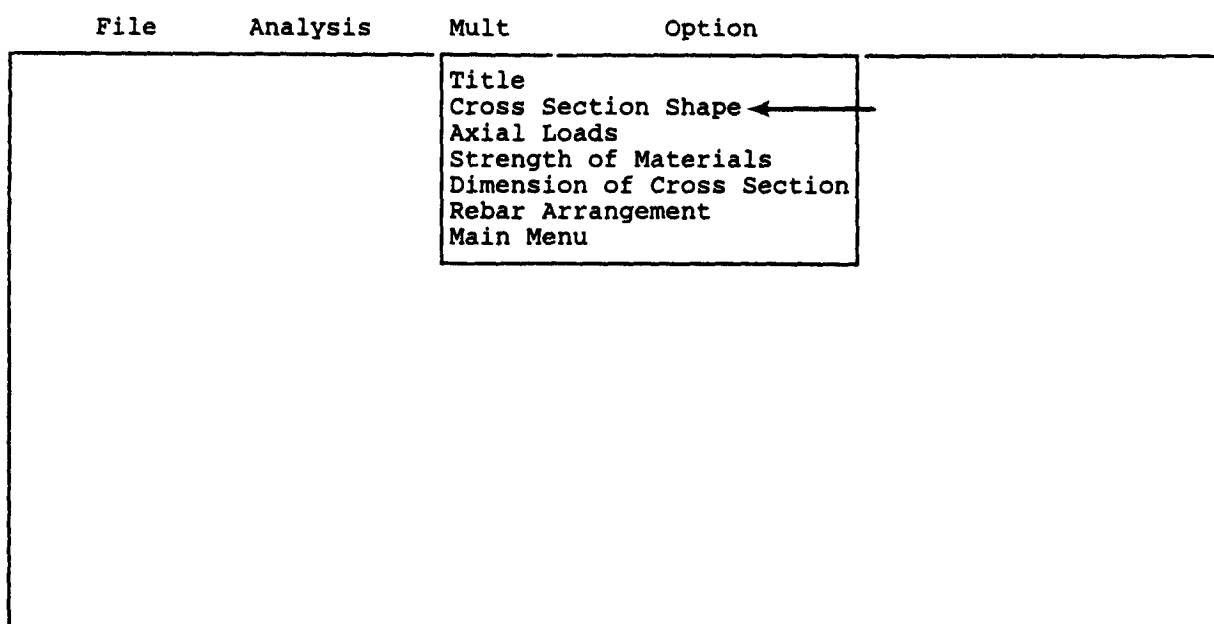 File Analysis Mult Option
Title
Cross Section Shape
Axial Loads
Strength of Materials
Dimension of Cross Section
Rebar Arrangement
Main Menu